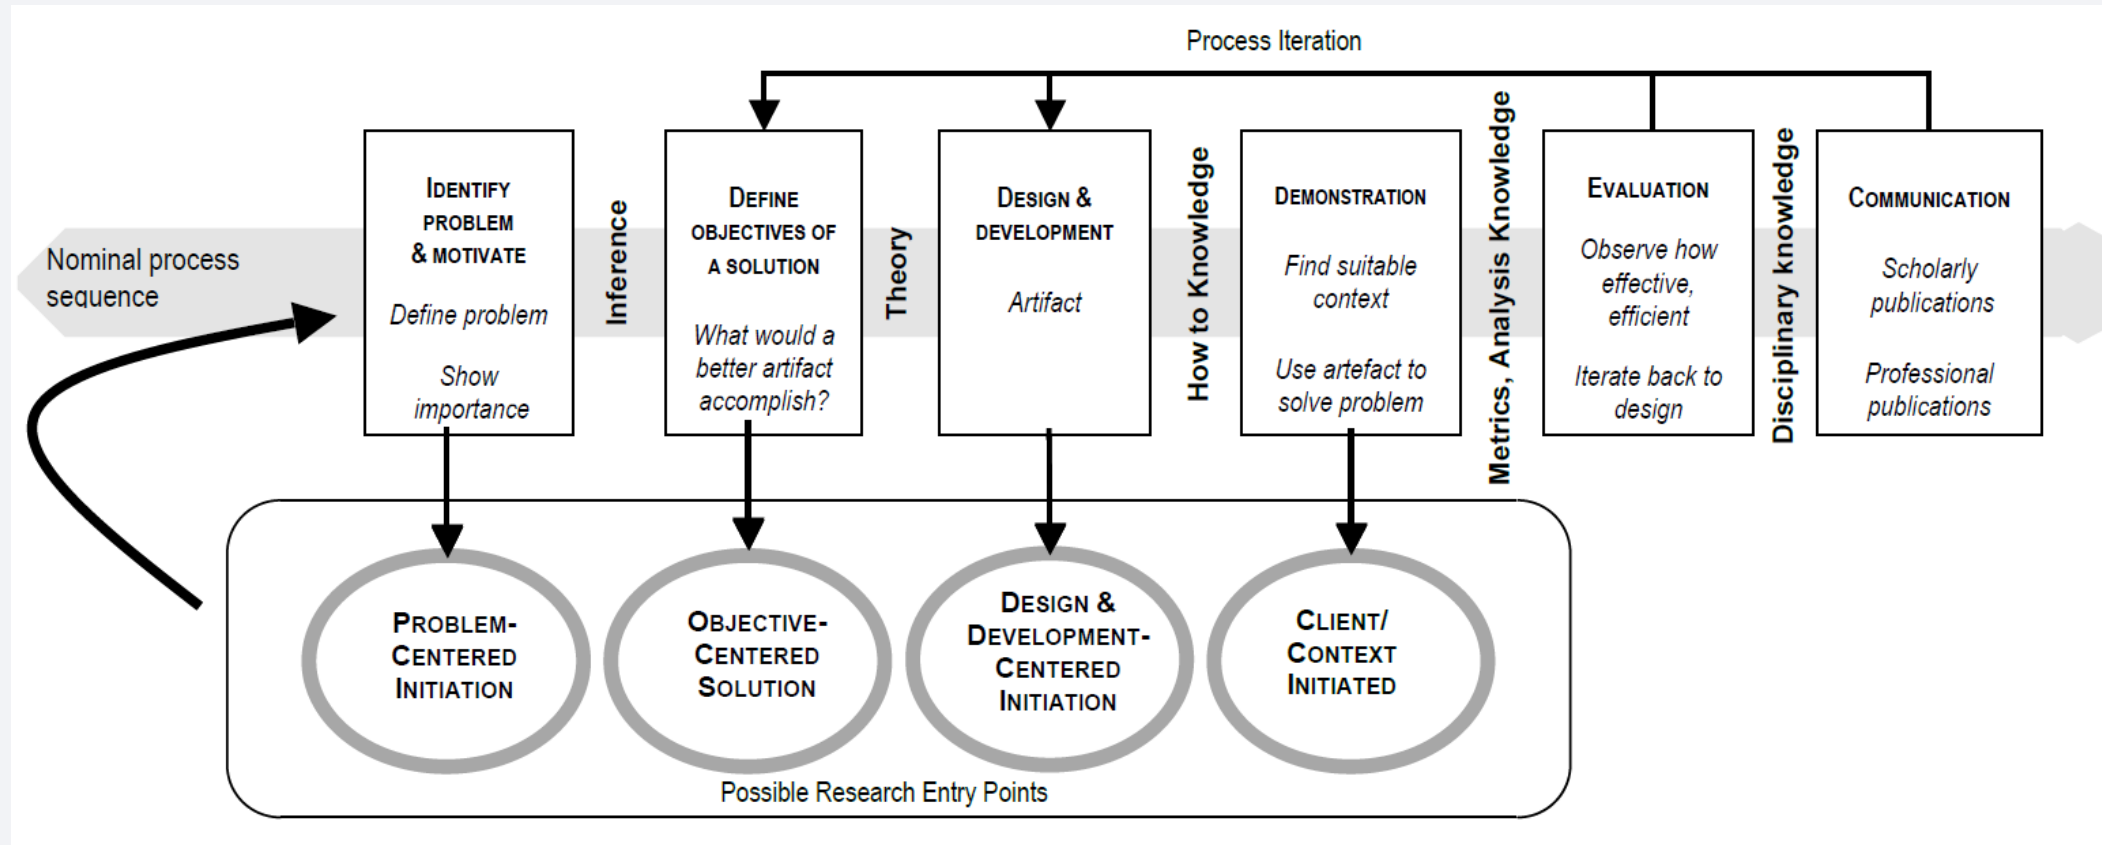 Process Iteration
Nominal process
sequence
IDENTIFY
PROBLEM
& MOTIVATE
Define problem
Show
importance
Inference
DEFINE
OBJECTIVES OF
A SOLUTION
What would a
better artifact
accomplish?
Theory
DESIGN &
DEVELOPMENT
Artifact
How to Knowledge
DEMONSTRATION
Find suitable
context
Use artefact to
solve problem
Metrics, Analysis Knowledge
EVALUATION
Observe how
effective,
efficient
Iterate back to
design
Disciplinary knowledge
COMMUNICATION
Scholarly
publications
Professional
publications
PROBLEM-
CENTERED
INITIATION
OBJECTIVE-
CENTERED
SOLUTION
DESIGN &
DEVELOPMENT-
CENTERED
INITIATION
CLIENT/
CONTEXT
INITIATED
Possible Research Entry Points